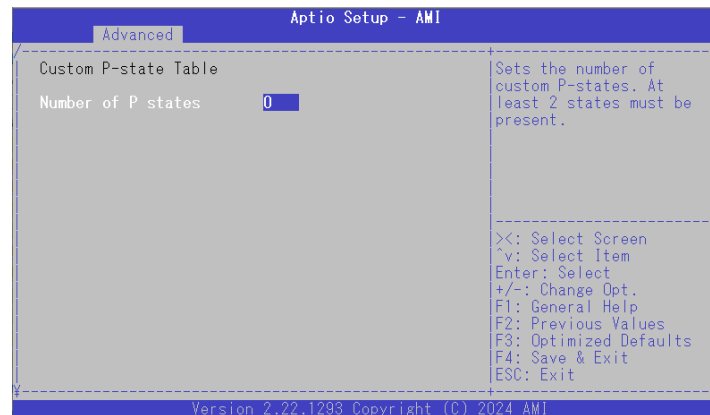 Aptio Setup - AMI
Advanced
Custom P-state Table
Number of P states 0
Sets the number of
custom P-states. At
least 2 states must be
present.
><: Select Screen
^v: Select Item
Enter: Select
+/-: Change Opt.
F1: General Help
F2: Previous Values
F3: Optimized Defaults
F4: Save & Exit
ESC: Exit
Version 2.22.1293 Copyright (C) 2024 AMI